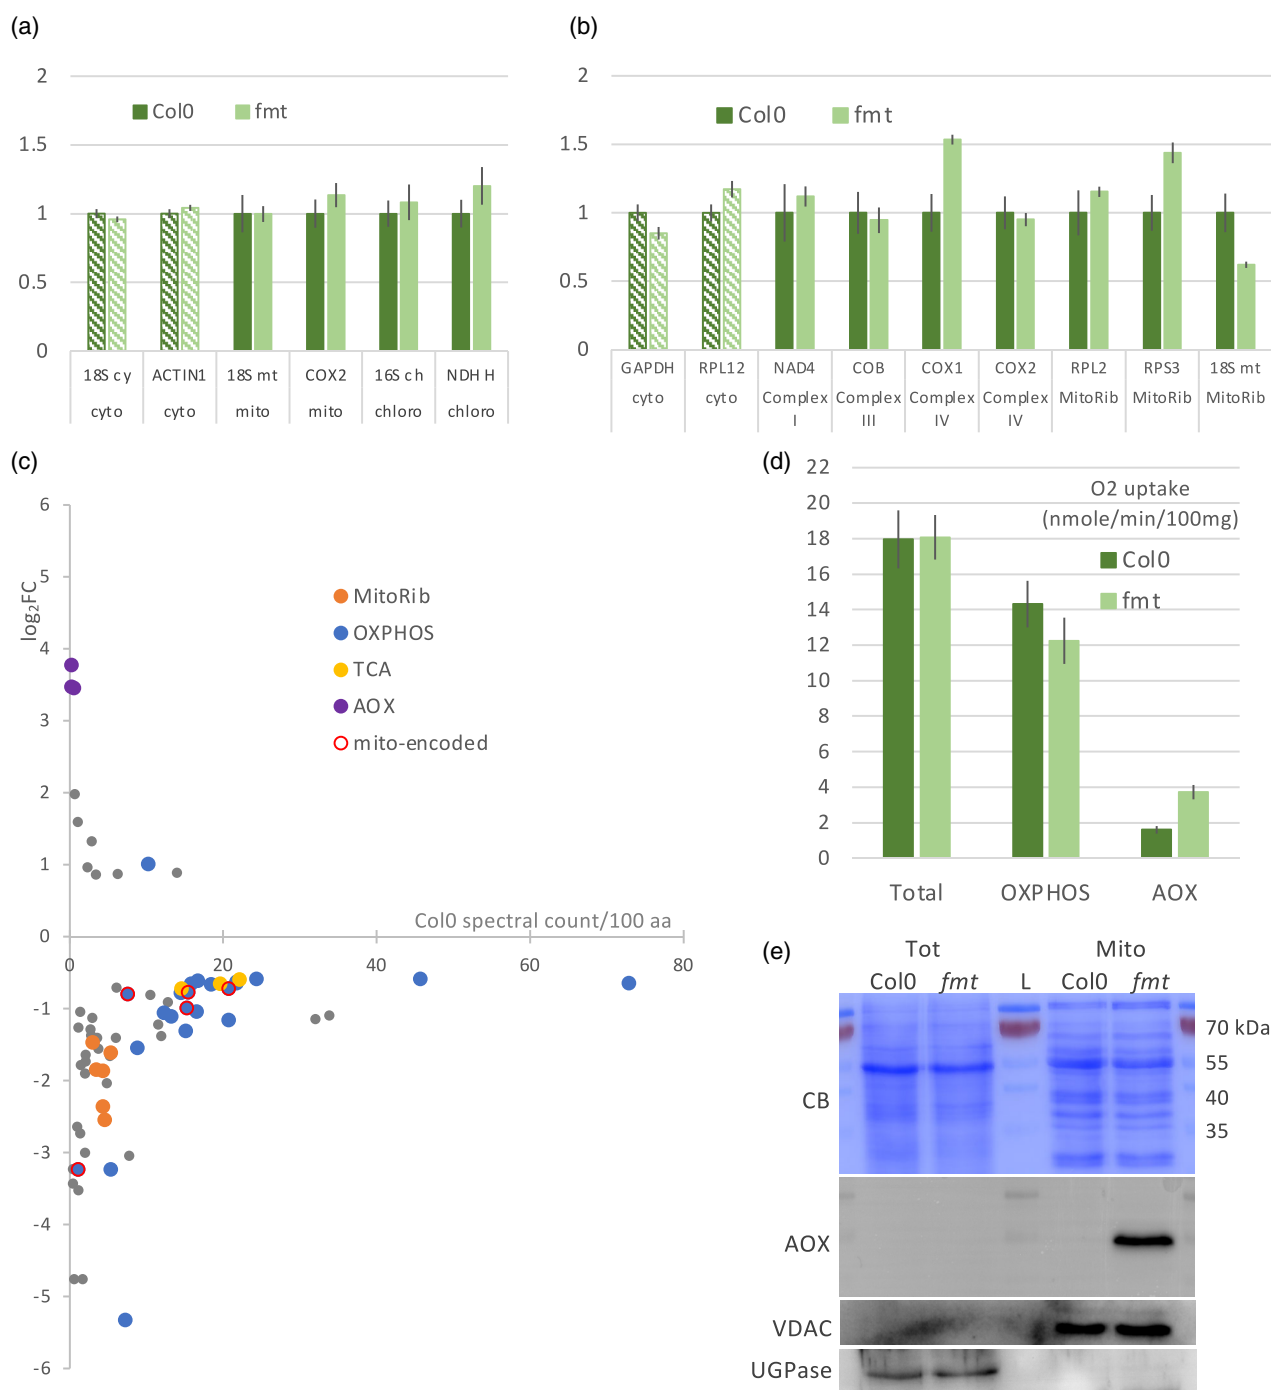 (a)
2
1.5
1
0.5
0
Col0 fmt
18S cy ACTIN1 18S mt COX2 16S ch NDH H
cyto cyto mito mito chloro chloro
(b)
2
1.5
1
0.5
0
Col0 fmt
GAPDH RPL12 NAD4 COB COX1 COX2 RPL2 RPS3 18S mt
cyto cyto Complex Complex Complex Complex MitoRib MitoRib MitoRib
I III IV IV
(c)
log2FC
6
5
4
3
2
1
0
-1
-2
-3
-4
-5
-6
MitoRib
OXPHOS
TCA
AOX
mito-encoded
Col0 spectral count/100 aa
0 20 40 60 80
(d)
22
20
18
16
14
12
10
8
6
4
2
0
O2 uptake
(nmole/min/100mg)
Col0
fmt
Total OXPHOS AOX
(e)
Tot Mito
Col0 fmt L Col0 fmt
CB
70 kDa
55
40
35
AOX
VDAC
UGPase